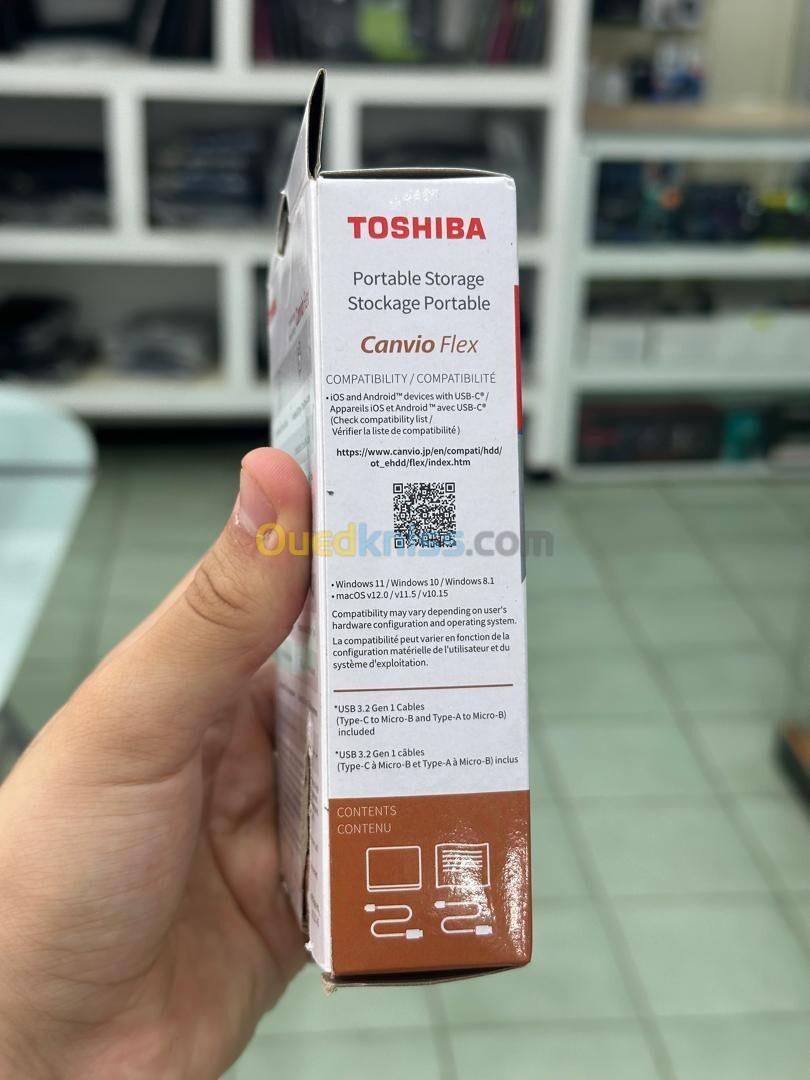 TOSHIBA
Portable Storage
Stockage Portable
Canvio Flex
COMPATIBILITY / COMPATIBILITÉ
•iOS and Android™ devices with USB-C® /
Appareils iOS et Android ™ avec USB-C®
(Check compatibility list /
Vérifier la liste de compatibilité )
https://www.canvio.jp/en/compati/hdd/
ot_ehdd/flex/index.htm
Ouedkniss.com
• Windows 11 / Windows 10 / Windows 8.1
• macOS v12.0 / v11.5 / v10.15
Compatibility may vary depending on user's
hardware configuration and operating system.
La compatibilité peut varier en fonction de la
configuration matérielle de l'utilisateur et du
système d'exploitation.
*USB 3.2 Gen 1 Cables
(Type-C to Micro-B and Type-A to Micro-B)
included
*USB 3.2 Gen 1 câbles
(Type-C à Micro-B et Type-A à Micro-B) inclus
CONTENTS
CONTENU